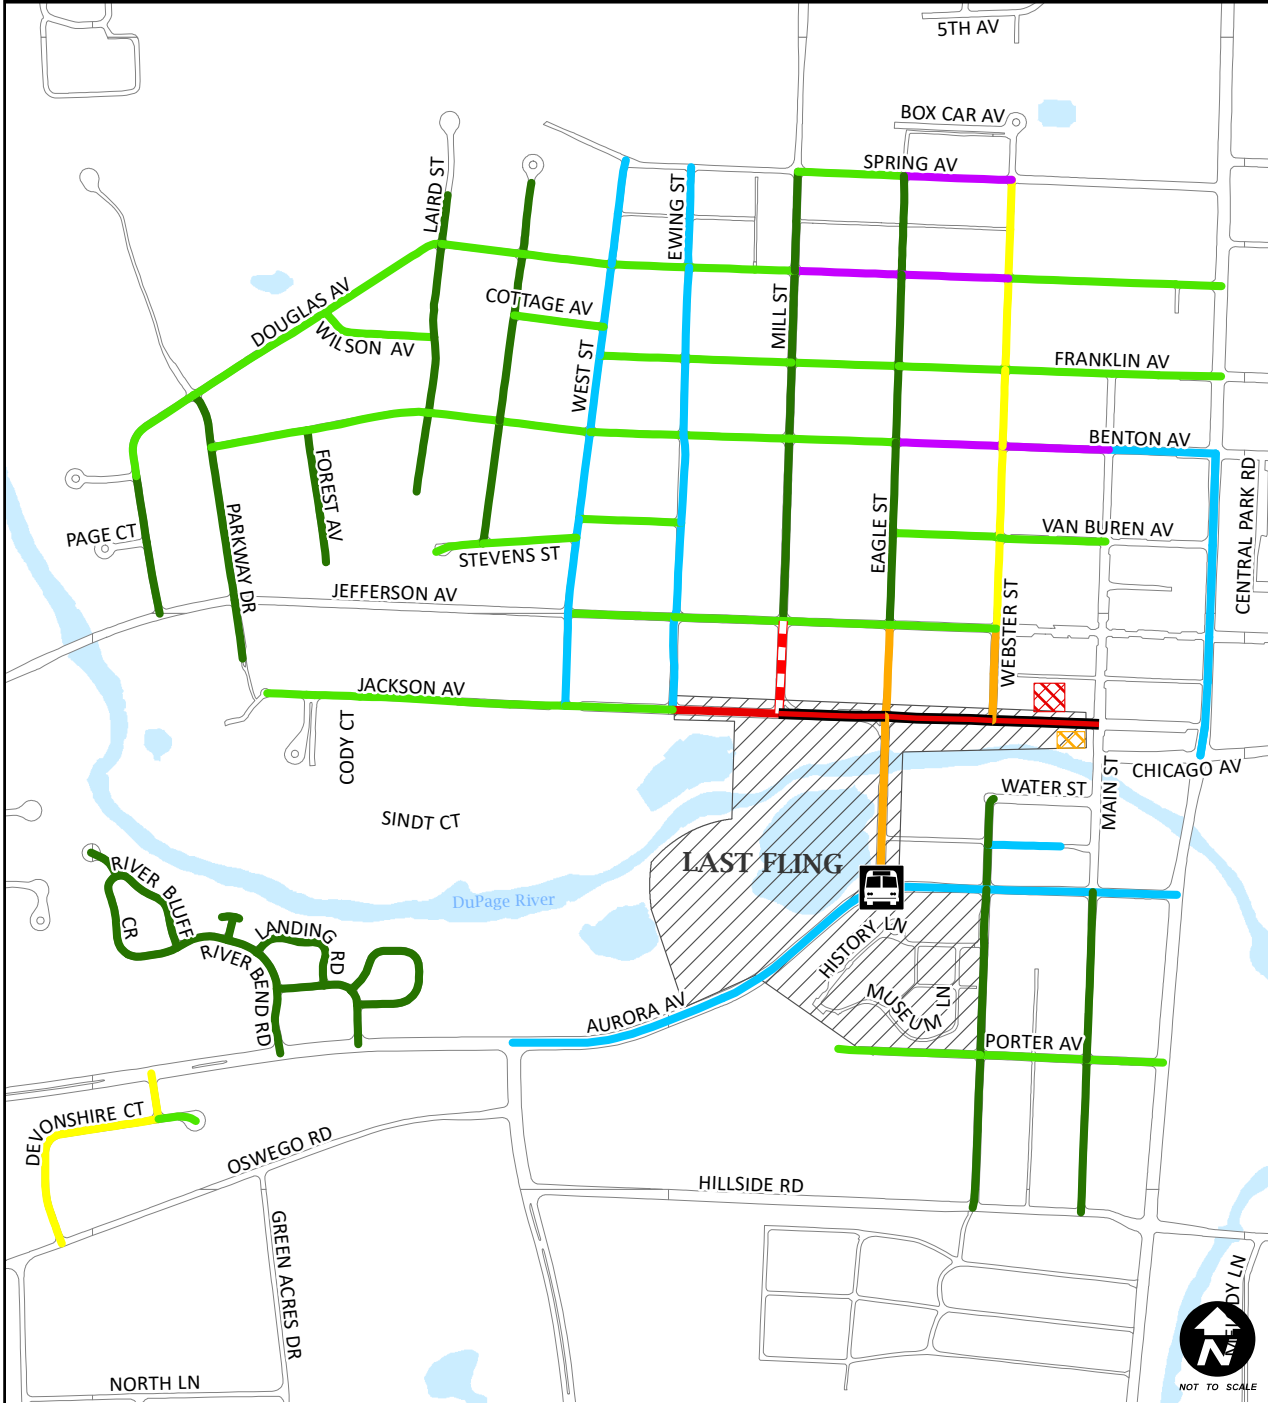 5TH AV
BOX CAR AV
SPRING AV
LAIRD ST
EWING ST
DOUGLAS AV
COTTAGE AV
MILL ST
WILSON AV
WEST ST
FRANKLIN AV
BENTON AV
FOREST AV
CENTRAL PARK RD
PAGE CT
PARKWAY DR
EAGLE ST
VAN BUREN AV
STEVENS ST
JEFFERSON AV
WEBSTER ST
JACKSON AV
CODY CT
CHICAGO AV
WATER ST
MAIN ST
SINDT CT
LAST FLING
RIVER BLUFF
CR
DuPage River
LANDING
RD
RIVER BEND RD
HISTORY LN
MUSEUM
LN
AURORA AV
PORTER AV
DEVONSHIRE CT
OSWEGO RD
HILLSIDE RD
GREEN ACRES DR
NORTH LN
N
NOT TO SCALE